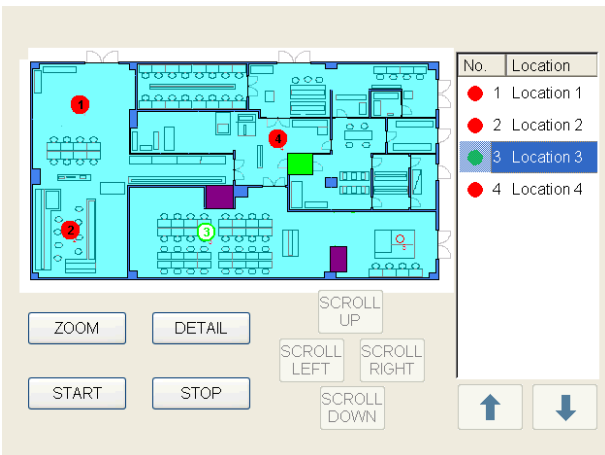 No. Location
1 Location 1
2 Location 2
3 Location 3
4 Location 4
1
4
2
3
ZOOM
DETAIL
START
STOP
SCROLL
UP
SCROLL
LEFT
SCROLL
RIGHT
SCROLL
DOWN